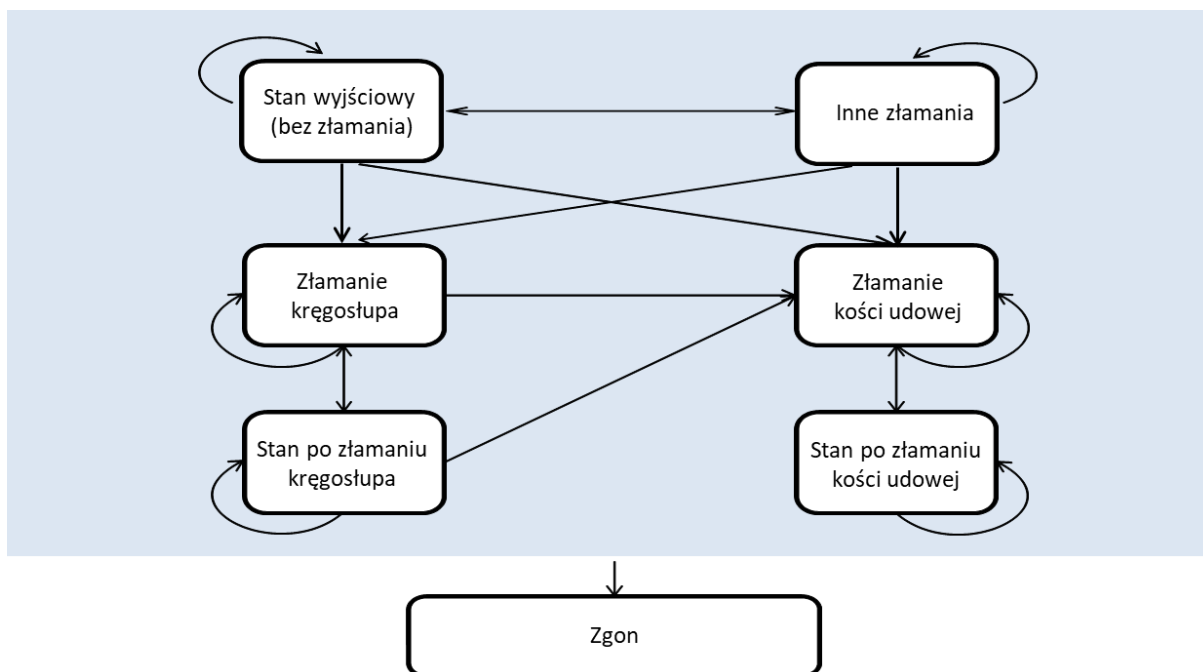 Stan wyjściowy
(bez złamania)
Inne złamania
Złamanie
kręgosłupa
Złamanie
kości udowej
Stan po złamaniu
kręgosłupa
Stan po złamaniu
kości udowej
Zgon